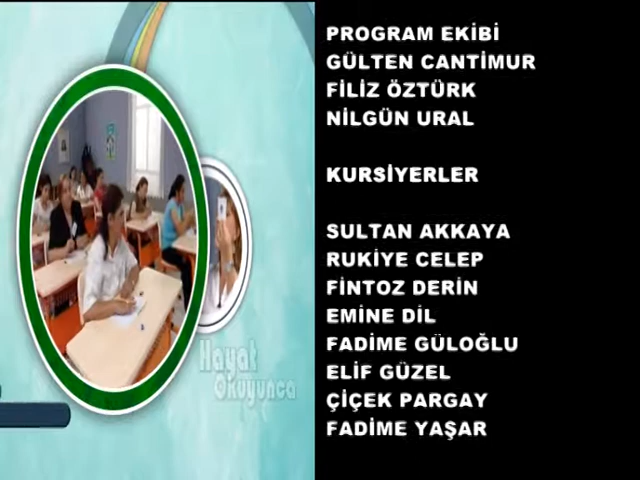 PROGRAM EKİBİ
GÜLTEN CANTİMUR
FİLİZ ÖZTÜRK
NİLGÜN URAL
KURSİYERLER
SULTAN AKKAYA
RUKİYE CELEP
FİNTOZ DERİN
EMİNE DİL
FADİME GÜLOĞLU
ELİF GÜZEL
ÇİÇEK PARGAY
FADİME YAŞAR
Hayat
Okuyunca